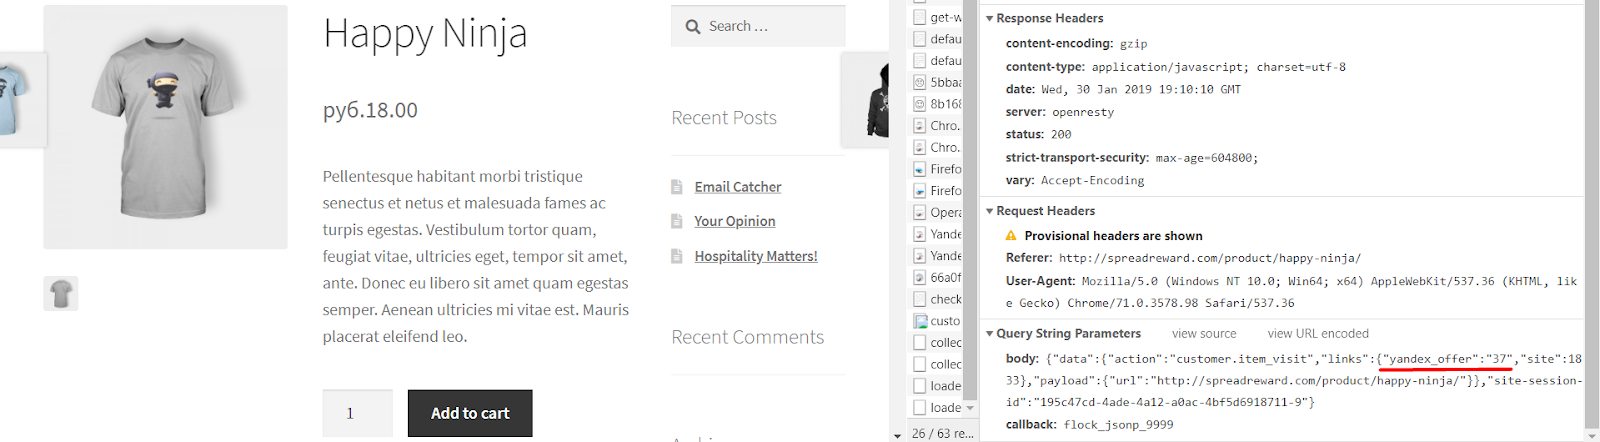 Happy Ninja
руб.18.00
Pellentesque habitant morbi tristique
senectus et netus et malesuada fames ac
turpis egestas. Vestibulum tortor quam,
feugiat vitae, ultricies eget, tempor sit amet,
ante. Donec eu libero sit amet quam egestas
semper. Aenean ultricies mi vitae est. Mauris
placerat eleifend leo.
1
Add to cart
Search …
Recent Posts
Email Catcher
Your Opinion
Hospitality Matters!
Recent Comments
get-w
defau
defau
5bbaa
8b168
Chro..
Chro..
Firefo
Firefo
Opera
Yande
Yande
66a0f
check
custo
collec
collec
loade
loade
26 / 63 re...
Response Headers
content-encoding: gzip
content-type: application/javascript; charset=utf-8
date: Wed, 30 Jan 2019 19:10:10 GMT
server: openresty
status: 200
strict-transport-security: max-age=604800;
vary: Accept-Encoding
Request Headers
Provisional headers are shown
Referer: http://spreadreward.com/product/happy-ninja/
User-Agent: Mozilla/5.0 (Windows NT 10.0; Win64; x64) AppleWebKit/537.36 (KHTML, lik
e Gecko) Chrome/71.0.3578.98 Safari/537.36
Query String Parameters view source view URL encoded
body: {"data":{"action":"customer.item_visit","links":{"yandex_offer":"37","site":18
33},"payload":{"url":"http://spreadreward.com/product/happy-ninja/"}},"site-session-
id":"195c47cd-4ade-4a12-a0ac-4bf5d6918711-9"}
callback: flock_jsonp_9999